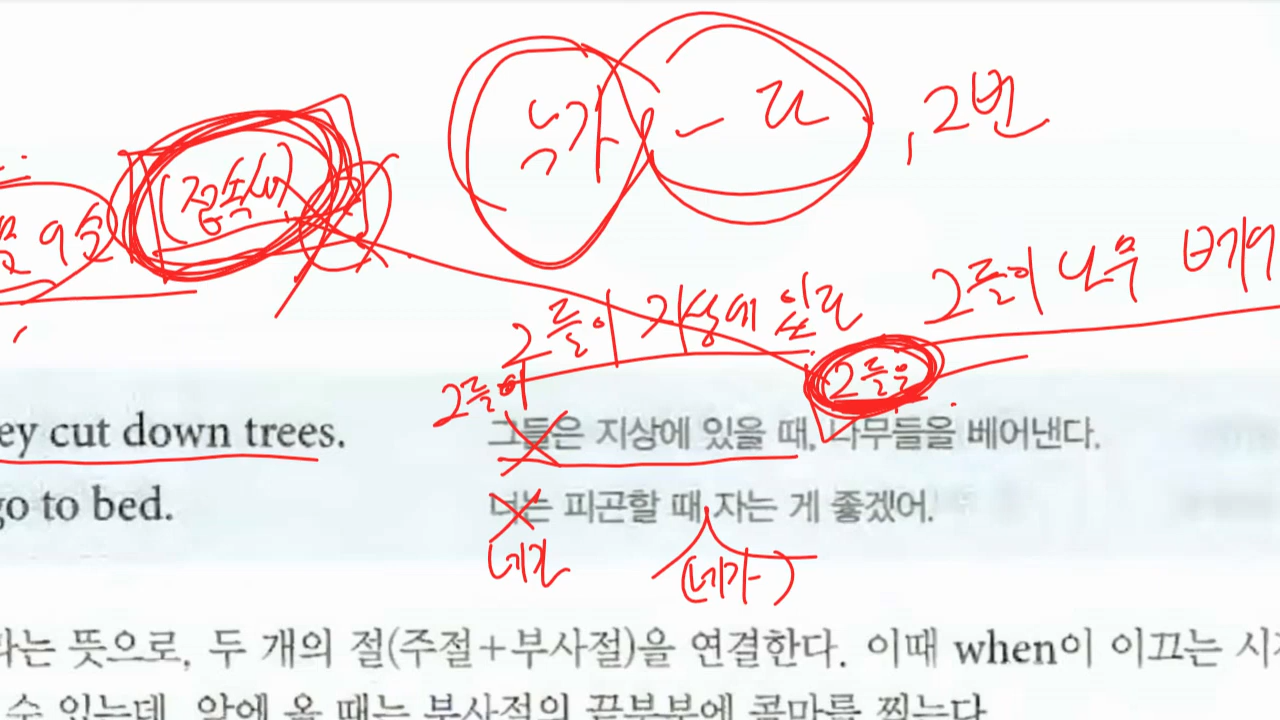 누가 - 다 , 2번
(접속어)
그들이 지상에 있
그들이 나무 베
그들이
그들은
ey cut down trees. 그들은 지상에 있을 때, 나무들을 베어낸다.
go to bed. 너는 피곤할 때 자는 게 좋겠어.
네가 (네가)
라는 뜻으로, 두 개의 절(주절+부사절)을 연결한다. 이때 when이 이끄는 시
수 있는데, 앞에 올 때는 부사절의 끝부분에 콤마를 찍는다